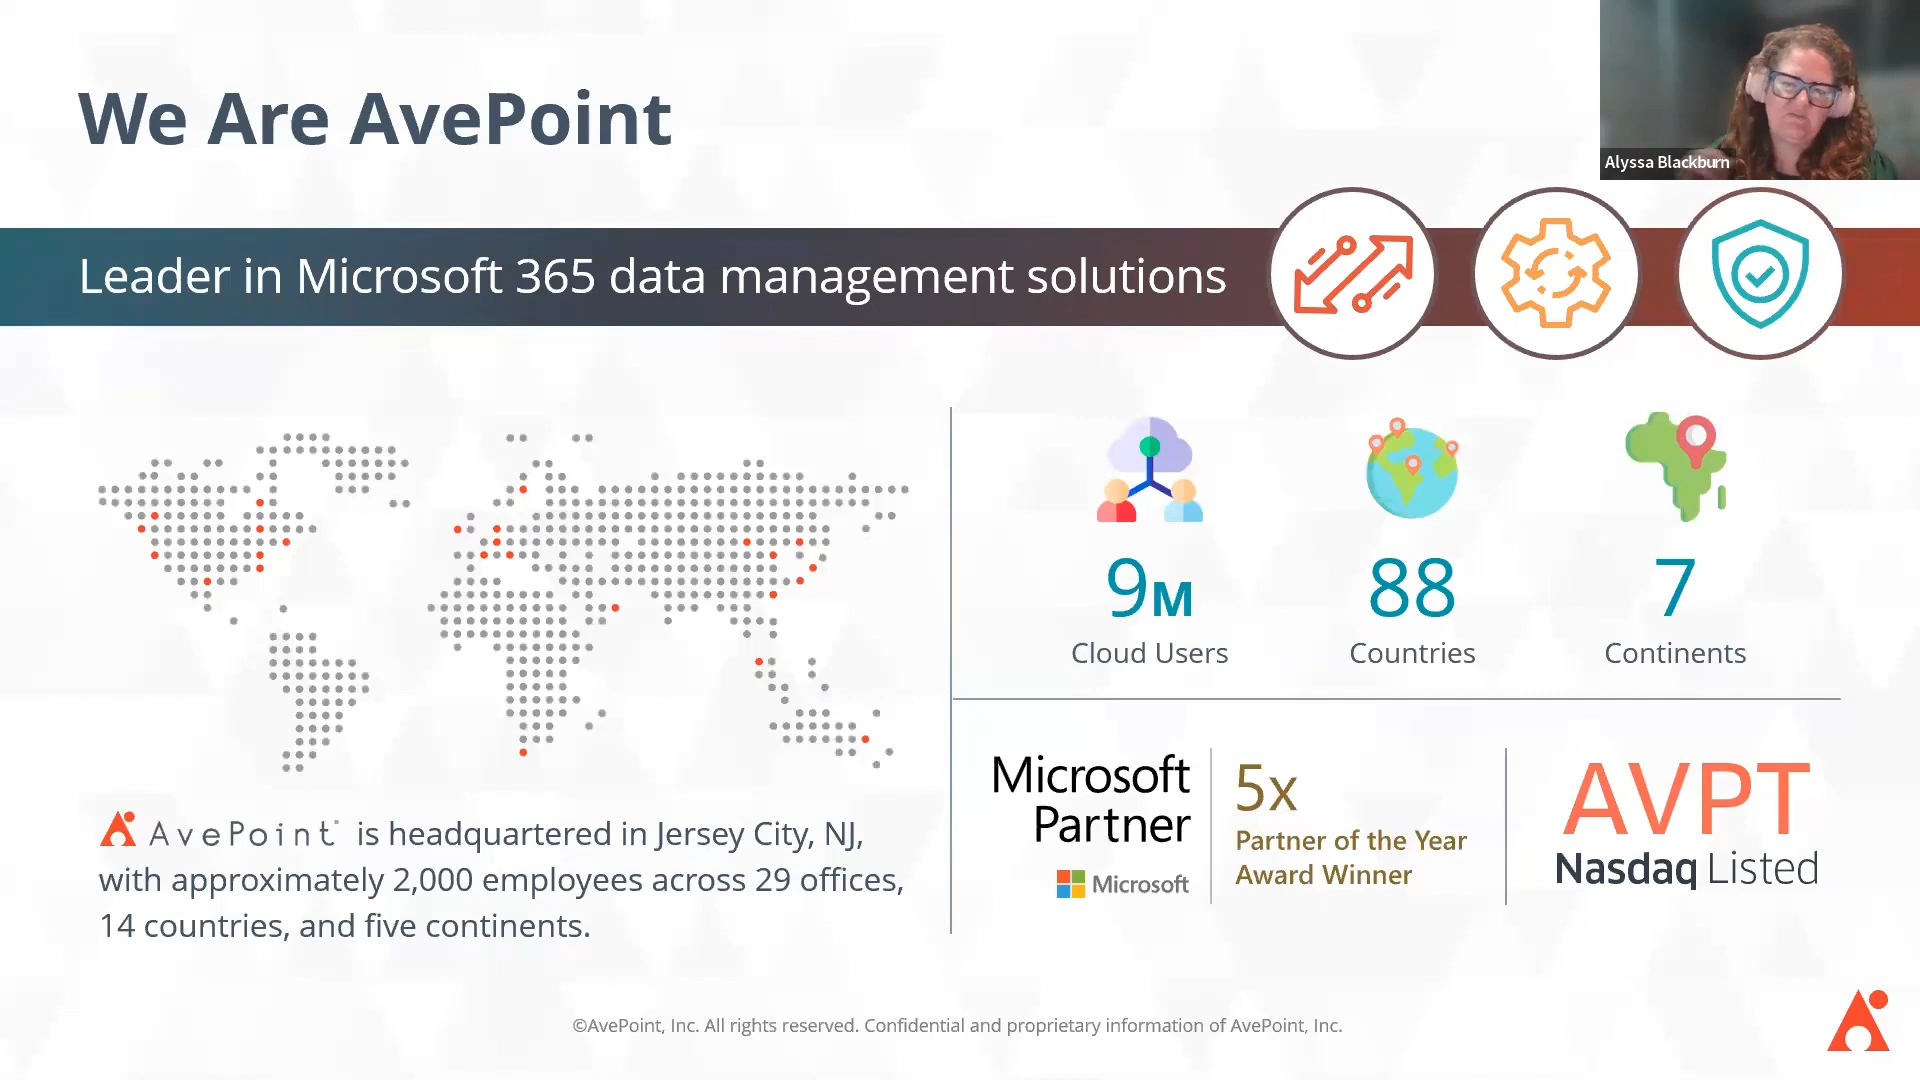 We Are AvePoint
Alyssa Blackburn
Leader in Microsoft 365 data management solutions
9M
Cloud Users
88
Countries
7
Continents
AvePoint is headquartered in Jersey City, NJ,
with approximately 2,000 employees across 29 offices,
14 countries, and five continents.
Microsoft
Partner
Microsoft
5x
Partner of the Year
Award Winner
AVPT
Nasdaq Listed
©AvePoint, Inc. All rights reserved. Confidential and proprietary information of AvePoint, Inc.